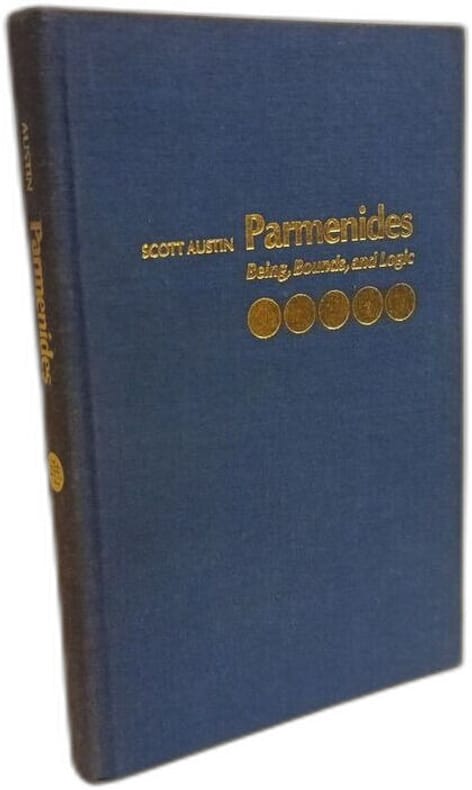 SCOTT AUSTIN Parmenides
Being, Bounds, and Logic
AUSTIN
Parmenides